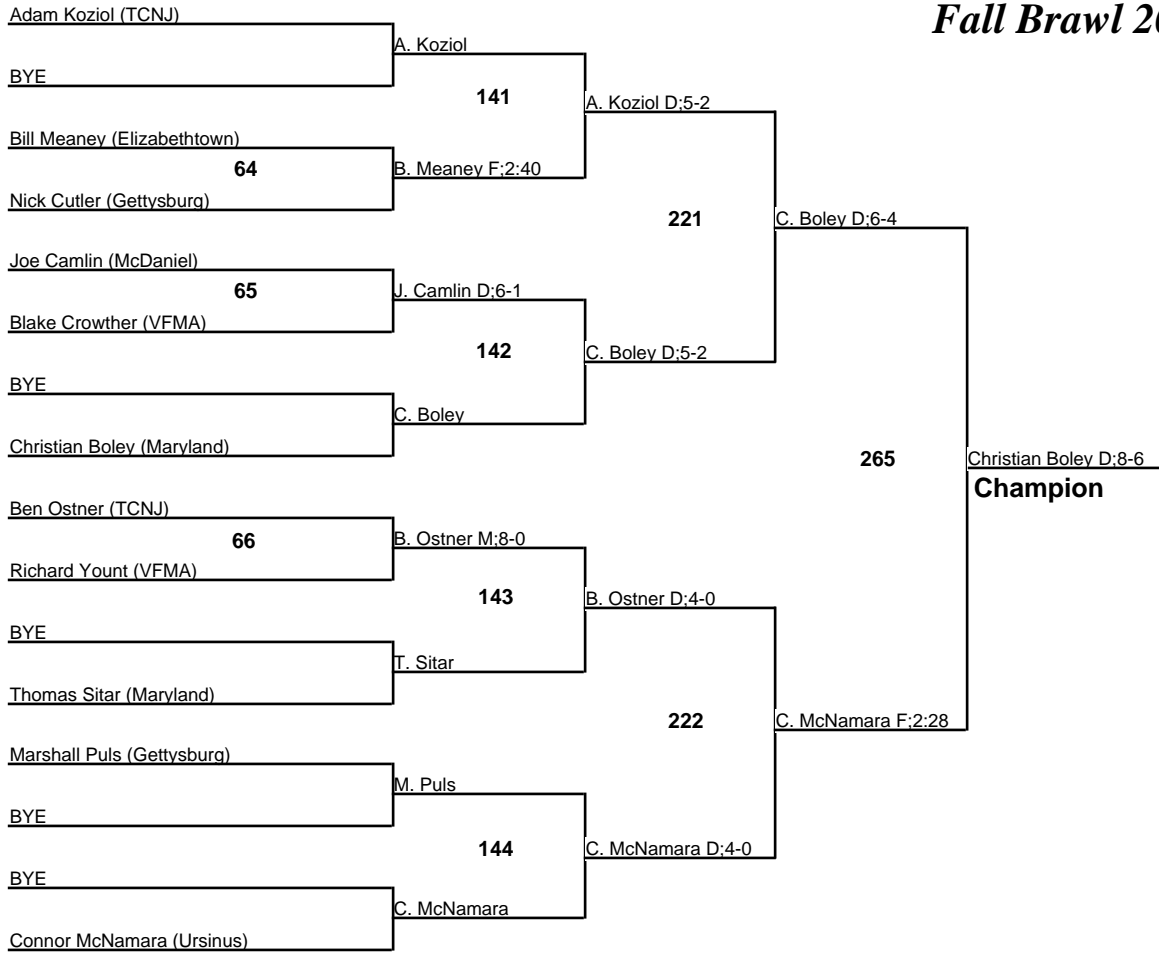 Fall Brawl 20
Adam Koziol (TCNJ)
A. Koziol
BYE
141
A. Koziol D;5-2
Bill Meaney (Elizabethtown)
64
B. Meaney F;2:40
Nick Cutler (Gettysburg)
221
C. Boley D;6-4
Joe Camlin (McDaniel)
65
J. Camlin D;6-1
Blake Crowther (VFMA)
142
C. Boley D;5-2
BYE
C. Boley
Christian Boley (Maryland)
265
Christian Boley D;8-6
Champion
Ben Ostner (TCNJ)
66
B. Ostner M;8-0
Richard Yount (VFMA)
143
B. Ostner D;4-0
BYE
T. Sitar
Thomas Sitar (Maryland)
222
C. McNamara F;2:28
Marshall Puls (Gettysburg)
M. Puls
BYE
144
C. McNamara D;4-0
BYE
C. McNamara
Connor McNamara (Ursinus)